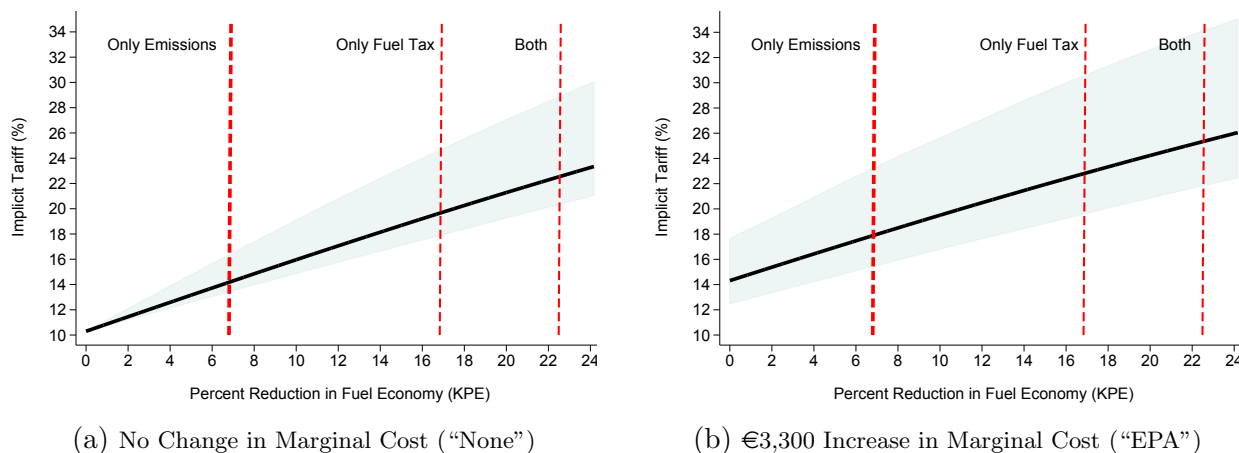 Only Emissions Only Fuel Tax Both
34
32
30
28
26
24
22
20
18
16
14
12
10
Implicit Tariff (%)
0 2 4 6 8 10 12 14 16 18 20 22 24
Percent Reduction in Fuel Economy (KPE)
(a) No Change in Marginal Cost (“None”)
Only Emissions Only Fuel Tax Both
34
32
30
28
26
24
22
20
18
16
14
12
10
Implicit Tariff (%)
0 2 4 6 8 10 12 14 16 18 20 22 24
Percent Reduction in Fuel Economy (KPE)
(b) €3,300 Increase in Marginal Cost (“EPA”)